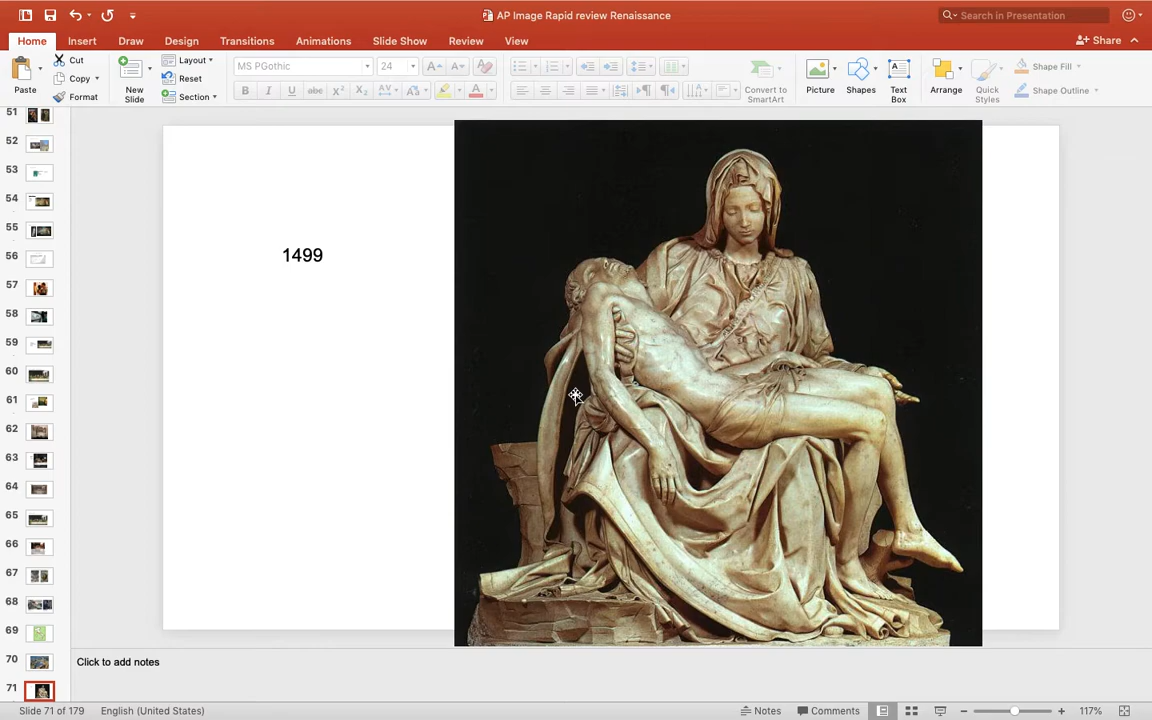 AP Image Rapid review Renaissance
Search in Presentation
Home Insert Draw Design Transitions Animations Slide Show Review View
Share
Paste
Cut
Copy
Format
New
Slide
Layout
Reset
Section
MS PGothic
24
Convert to
SmartArt
Picture
Shapes
Text
Box
Arrange
Quick
Styles
Shape Fill
Shape Outline
51
52
53
54
55
56
57
58
59
60
61
62
63
64
65
66
67
68
69
70
71
1499
Click to add notes
Slide 71 of 179 English (United States) Notes Comments 117%